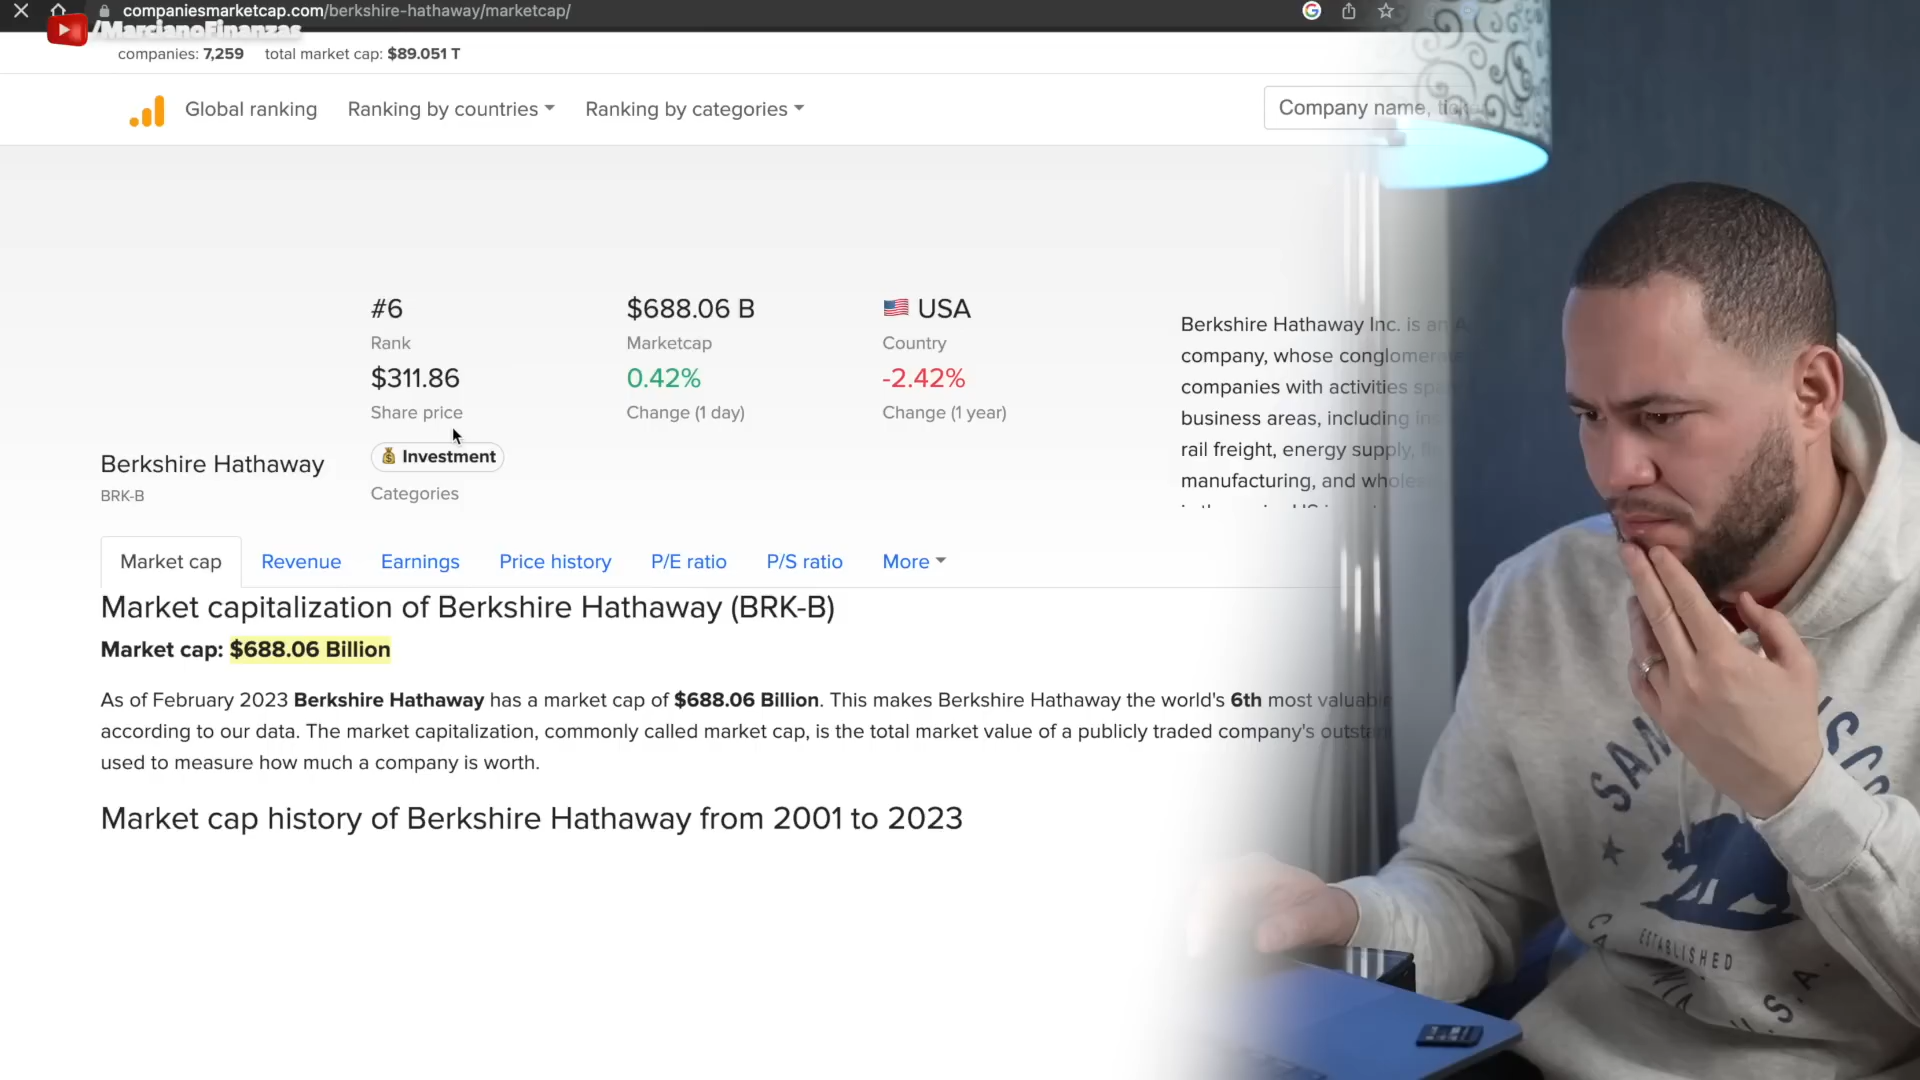 companiesmarketcap.com/berkshire-hathaway/marketcap/
/MarcianoFinanzas
companies: 7,259 total market cap: $89.051 T
Global ranking Ranking by countries Ranking by categories
Company name,
#6
Rank
$688.06 B
Marketcap
USA
Country
$311.86
Share price
0.42%
Change (1 day)
-2.42%
Change (1 year)
Berkshire Hathaway
BRK-B
Investment
Categories
Berkshire Hathaway Inc. is an
company, whose
companies with activities
business areas, including
rail freight, energy supply,
manufacturing, and
Market cap Revenue Earnings Price history P/E ratio P/S ratio More
Market capitalization of Berkshire Hathaway (BRK-B)
Market cap: $688.06 Billion
As of February 2023 Berkshire Hathaway has a market cap of $688.06 Billion. This makes Berkshire Hathaway the world's 6th most
according to our data. The market capitalization, commonly called market cap, is the total market value of a publicly traded company's
used to measure how much a company is worth.
Market cap history of Berkshire Hathaway from 2001 to 2023
ESTABLISHED